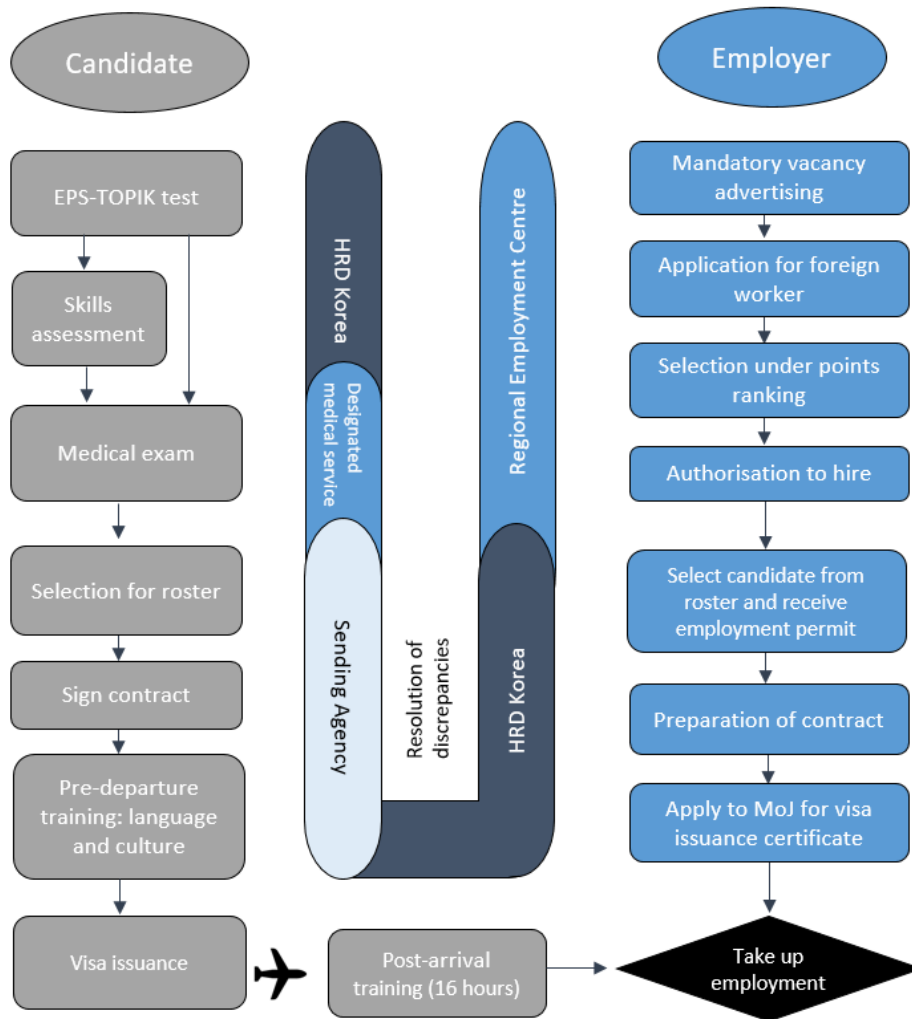 Candidate
EPS-TOPIK test
Skills
assessment
Medical exam
Selection for roster
Sign contract
Pre-departure
training: language
and culture
Visa issuance
HRD Korea
Designated
medical service
Sending Agency
Resolution of
discrepancies
Regional Employment Centre
HRD Korea
Post-arrival
training (16 hours)
Employer
Mandatory vacancy
advertising
Application for foreign
worker
Selection under points
ranking
Authorisation to hire
Select candidate from
roster and receive
employment permit
Preparation of contract
Apply to MoJ for visa
issuance certificate
Take up
employment